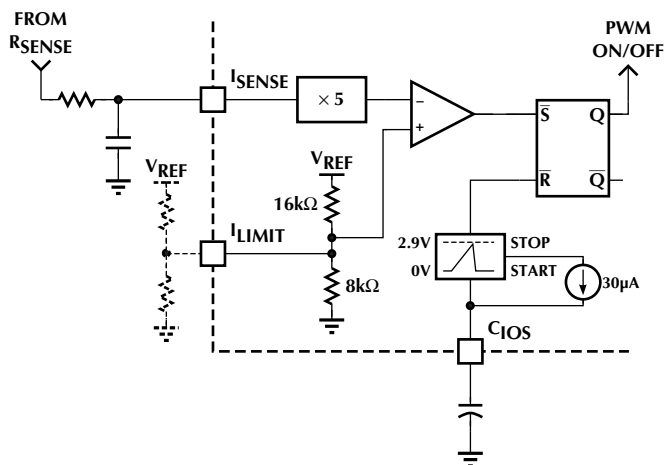 FROM
RSENSE
PWM
ON/OFF
ISENSE
× 5
−
+
S̅
Q
R̅
Q̅
VREF
VREF
16kΩ
ILIMIT
8kΩ
2.9V
STOP
0V
START
30µA
CIOS